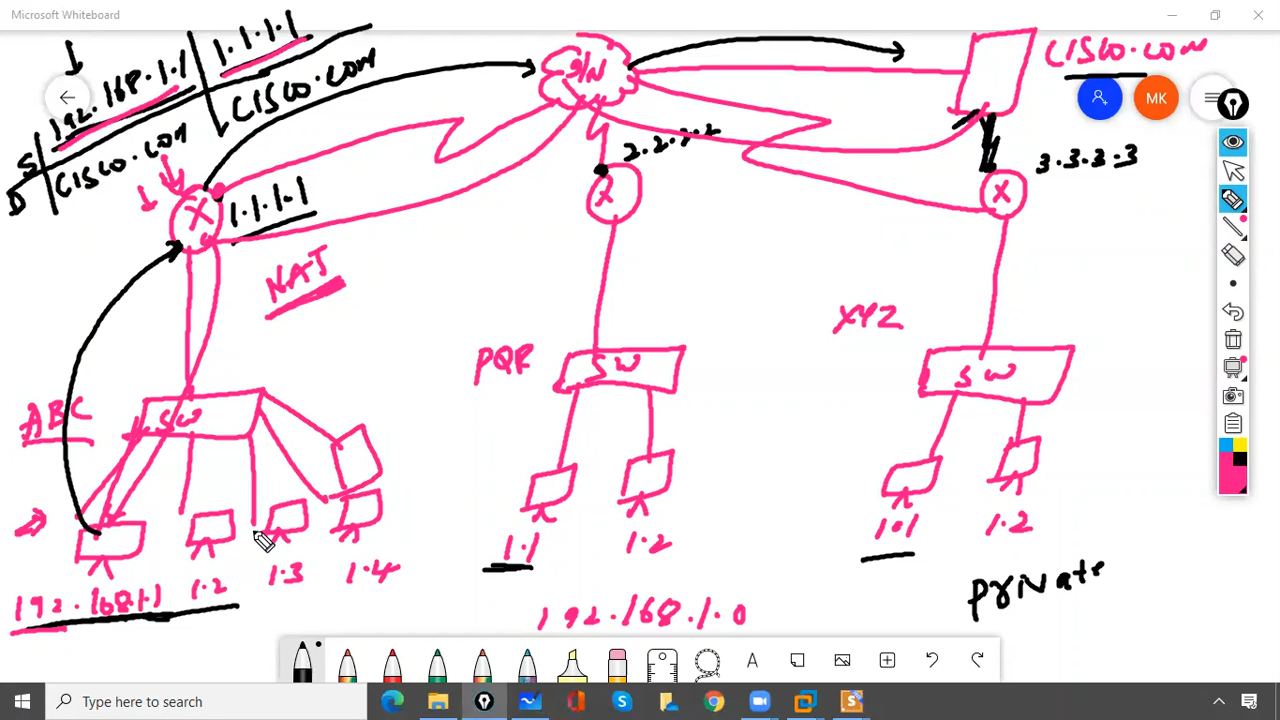 Microsoft Whiteboard
S 192.168.1.1 1.1.1.1
D CISCO.COM CISCO.COM
CISCO.COM
MK
X 1.1.1.1
2.2.2.2
X
3.3.3.3
X
NAT
ABC
SW
PQR
SW
XYZ
SW
192.168.1.1 1.2 1.3 1.4
1.1 1.2
1.1 1.2
192.168.1.0
private
A
Type here to search